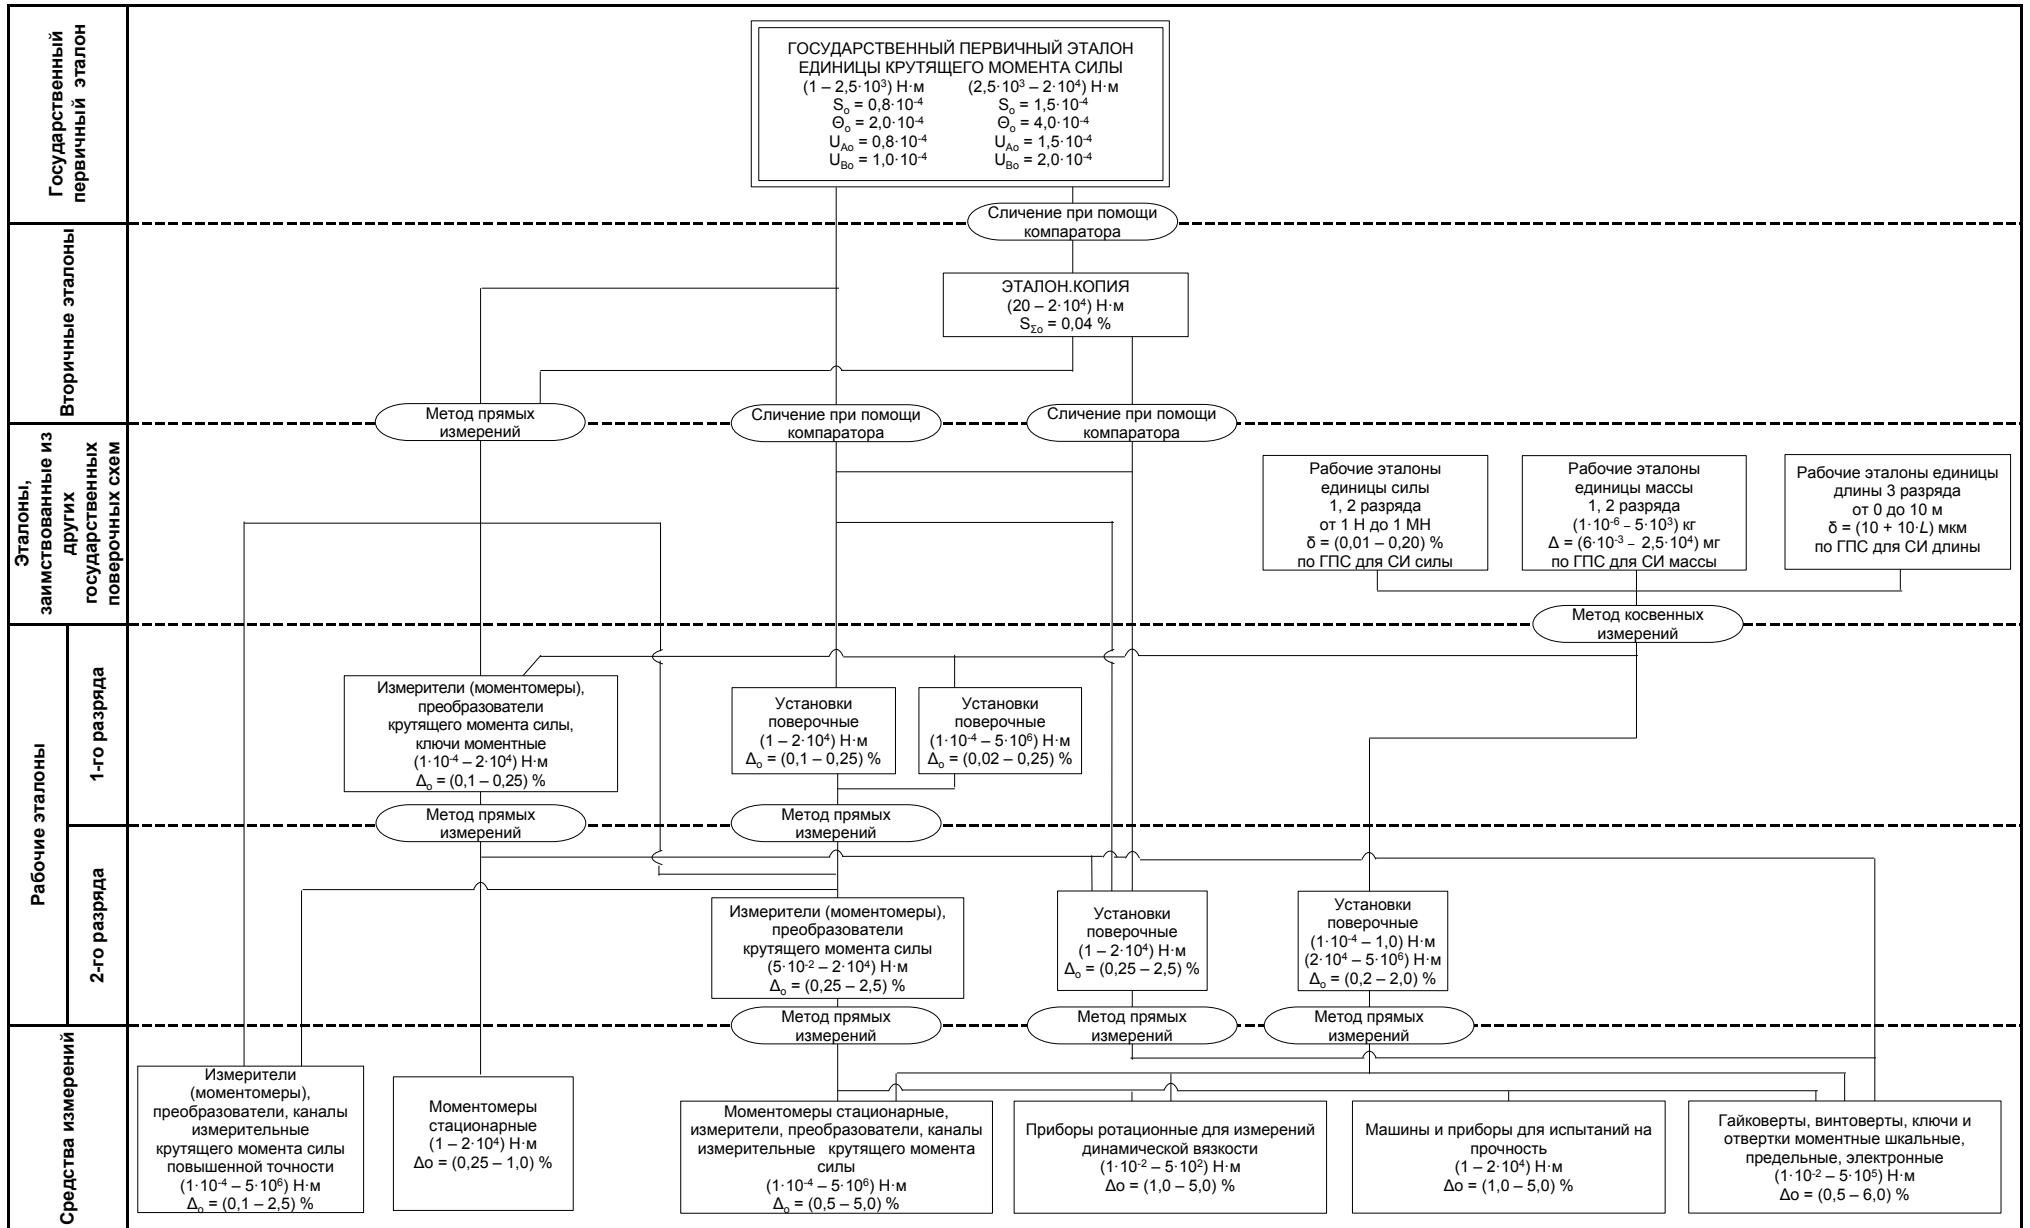 Государственный
первичный эталон
ГОСУДАРСТВЕННЫЙ ПЕРВИЧНЫЙ ЭТАЛОН
ЕДИНИЦЫ КРУТЯЩЕГО МОМЕНТА СИЛЫ
(1 – 2,5·10³) Н·м (2,5·10³ – 2·10⁴) Н·м
Sₒ = 0,8·10⁻⁴ Sₒ = 1,5·10⁻⁴
Θₒ = 2,0·10⁻⁴ Θₒ = 4,0·10⁻⁴
U_Aₒ = 0,8·10⁻⁴ U_Aₒ = 1,5·10⁻⁴
U_Bₒ = 1,0·10⁻⁴ U_Bₒ = 2,0·10⁻⁴
Сличение при помощи
компаратора
Вторичные эталоны
ЭТАЛОН.КОПИЯ
(20 – 2·10⁴) Н·м
S_Σₒ = 0,04 %
Метод прямых
измерений
Сличение при помощи
компаратора
Сличение при помощи
компаратора
Эталоны,
заимствованные из
других
государственных
поверочных схем
Рабочие эталоны
единицы силы
1, 2 разряда
от 1 Н до 1 МН
δ = (0,01 – 0,20) %
по ГПС для СИ силы
Рабочие эталоны
единицы массы
1, 2 разряда
(1·10⁻⁶ – 5·10³) кг
Δ = (6·10⁻³ – 2,5·10⁴) мг
по ГПС для СИ массы
Рабочие эталоны единицы
длины 3 разряда
от 0 до 10 м
δ = (10 + 10·L) мкм
по ГПС для СИ длины
Метод косвенных
измерений
Рабочие эталоны
1-го разряда
Измерители (моментомеры),
преобразователи
крутящего момента силы,
ключи моментные
(1·10⁻⁴ – 2·10⁴) Н·м
Δₒ = (0,1 – 0,25) %
Установки
поверочные
(1 – 2·10⁴) Н·м
Δₒ = (0,1 – 0,25) %
Установки
поверочные
(1·10⁻⁴ – 5·10⁶) Н·м
Δₒ = (0,02 – 0,25) %
Метод прямых
измерений
Метод прямых
измерений
2-го разряда
Измерители (моментомеры),
преобразователи
крутящего момента силы
(5·10⁻² – 2·10⁴) Н·м
Δₒ = (0,25 – 2,5) %
Установки
поверочные
(1 – 2·10⁴) Н·м
Δₒ = (0,25 – 2,5) %
Установки
поверочные
(1·10⁻⁴ – 1,0) Н·м
(2·10⁴ – 5·10⁶) Н·м
Δₒ = (0,2 – 2,0) %
Метод прямых
измерений
Метод прямых
измерений
Метод прямых
измерений
Средства измерений
Измерители
(моментомеры),
преобразователи, каналы
измерительные
крутящего момента силы
повышенной точности
(1·10⁻⁴ – 5·10⁶) Н·м
Δₒ = (0,1 – 2,5) %
Моментомеры
стационарные
(1 – 2·10⁴) Н·м
Δо = (0,25 – 1,0) %
Моментомеры стационарные,
измерители, преобразователи, каналы
измерительные крутящего момента
силы
(1·10⁻⁴ – 5·10⁶) Н·м
Δₒ = (0,5 – 5,0) %
Приборы ротационные для измерений
динамической вязкости
(1·10⁻² – 5·10²) Н·м
Δо = (1,0 – 5,0) %
Машины и приборы для испытаний на
прочность
(1 – 2·10⁴) Н·м
Δо = (1,0 – 5,0) %
Гайковерты, винтоверты, ключи и
отвертки моментные шкальные,
предельные, электронные
(1·10⁻² – 5·10⁵) Н·м
Δо = (0,5 – 6,0) %